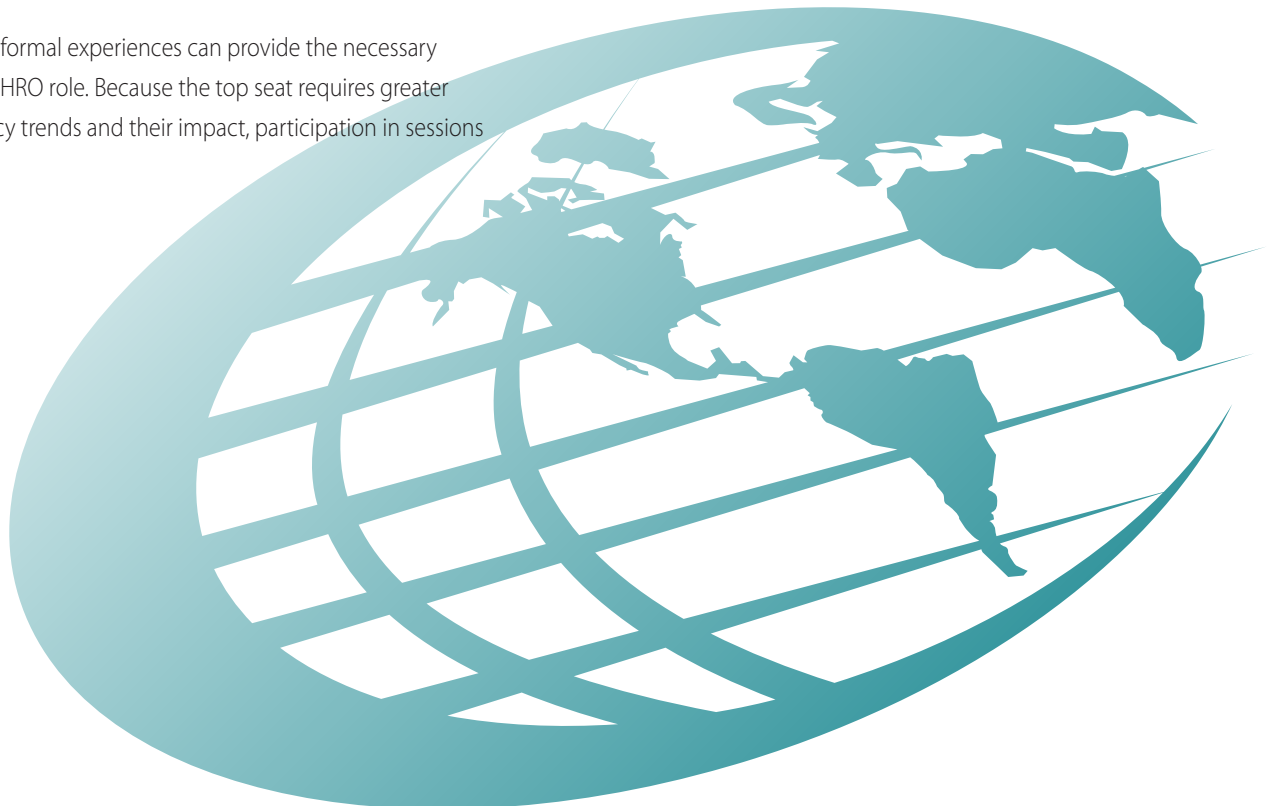 formal experiences can provide the necessary
HRO role. Because the top seat requires greater
cy trends and their impact, participation in sessions